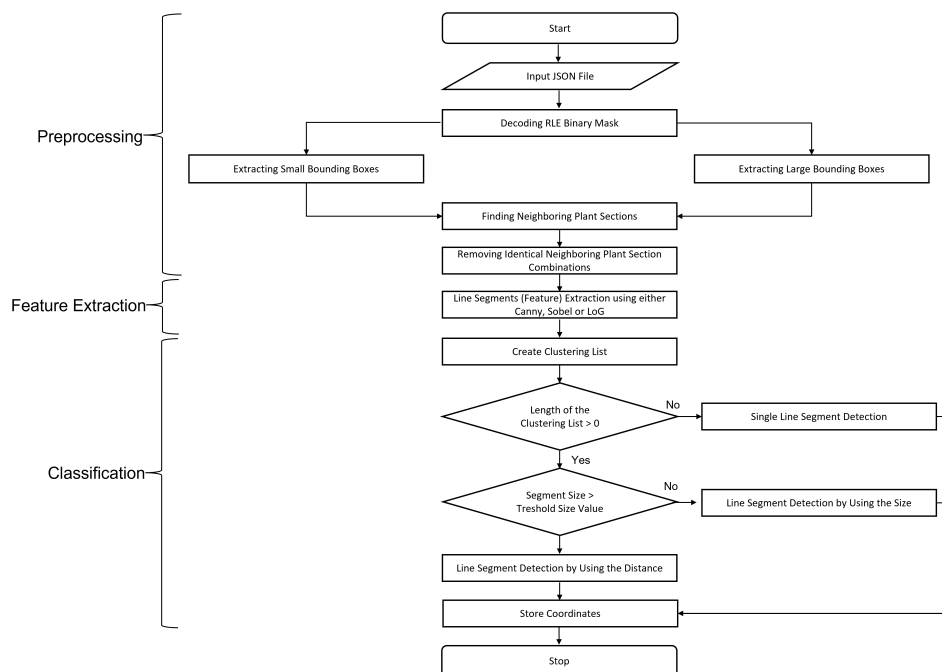 Start
Input JSON File
Decoding RLE Binary Mask
Preprocessing
Extracting Small Bounding Boxes
Extracting Large Bounding Boxes
Finding Neighboring Plant Sections
Removing Identical Neighboring Plant Section
Combinations
Feature Extraction
Line Segments (Feature) Extraction using either
Canny, Sobel or LoG
Create Clustering List
Length of the
Clustering List > 0
No
Single Line Segment Detection
Yes
Classification
Segment Size >
Treshold Size Value
No
Line Segment Detection by Using the Size
Line Segment Detection by Using the Distance
Store Coordinates
Stop